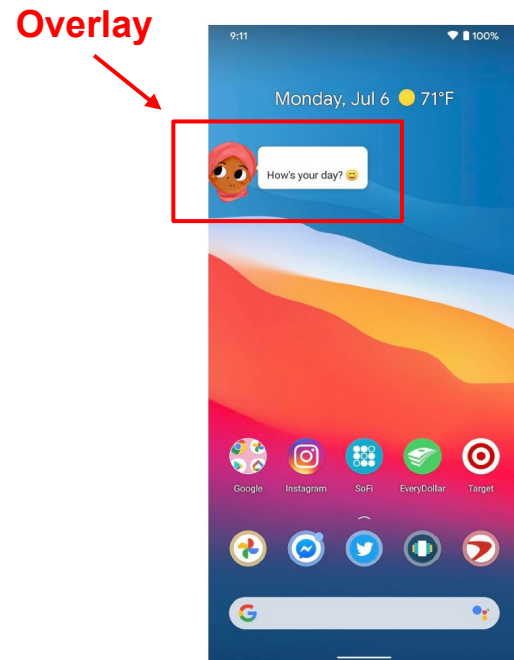 Overlay
9:11 100%
Monday, Jul 6 71°F
How's your day? 😊
Google Instagram SoFi EveryDollar Target
G